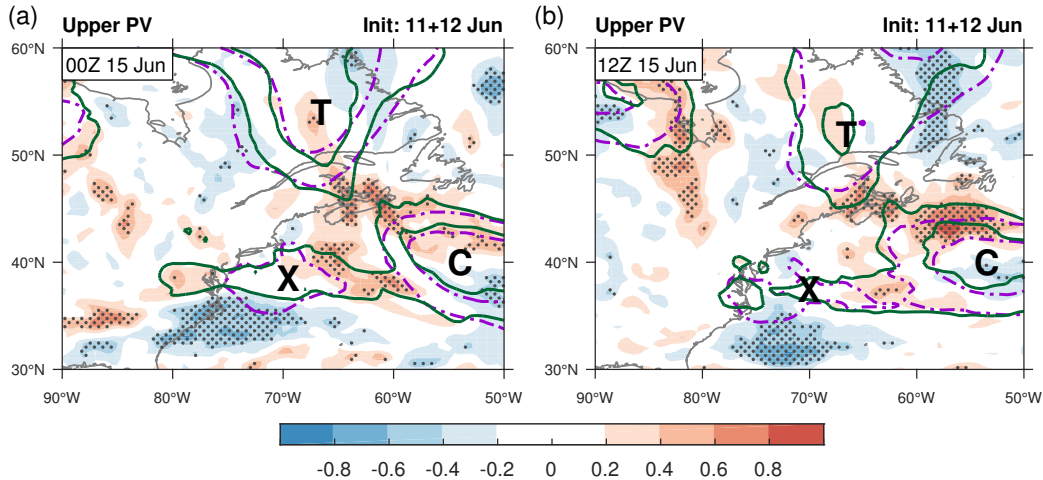 (a) Upper PV Init: 11+12 Jun (b) Upper PV Init: 11+12 Jun
60°N 00Z 15 Jun 60°N 12Z 15 Jun
T T
50°N 50°N
40°N X C 40°N X C
30°N 30°N
90°W 80°W 70°W 60°W 50°W 90°W 80°W 70°W 60°W 50°W
-0.8 -0.6 -0.4 -0.2 0 0.2 0.4 0.6 0.8